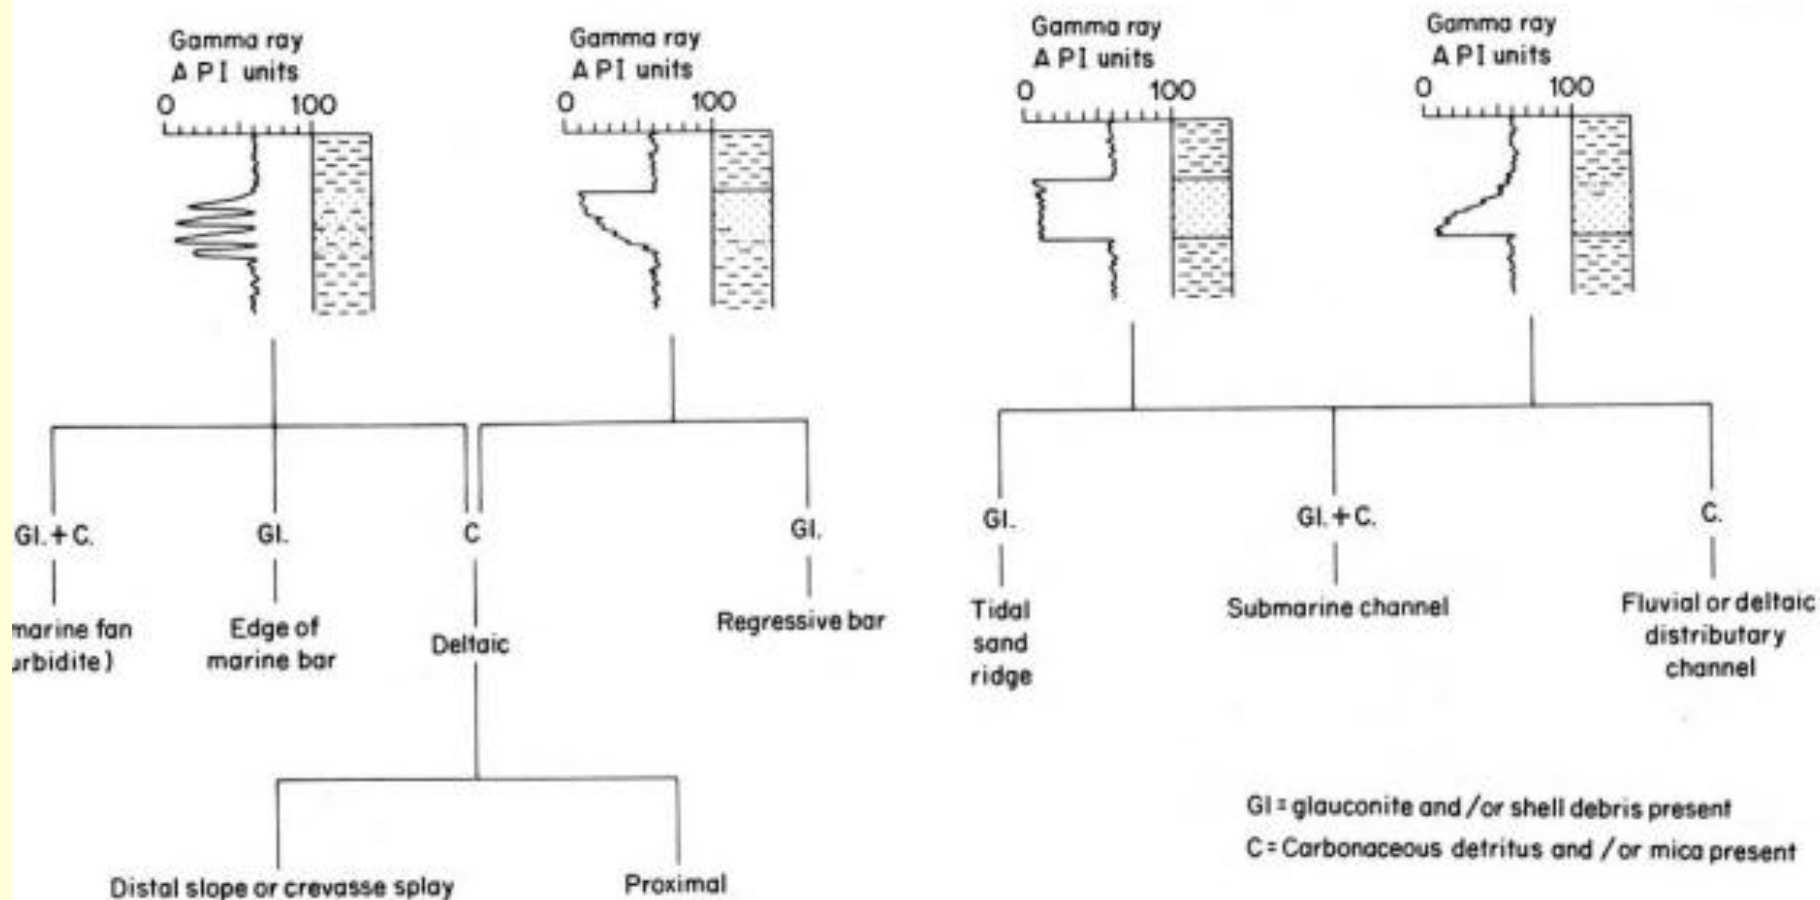 Gamma ray
A P I units
0 100
Gamma ray
A P I units
0 100
Gamma ray
A P I units
0 100
Gamma ray
A P I units
0 100
Gl. + C.
Gl.
C
Gl.
Gl.
Gl. + C.
C.
marine fan
urbidite)
Edge of
marine bar
Deltaic
Regressive bar
Tidal
sand
ridge
Submarine channel
Fluvial or deltaic
distributary
channel
Distal slope or crevasse splay
Proximal
Gl = glauconite and / or shell debris present
C = Carbonaceous detritus and / or mica present